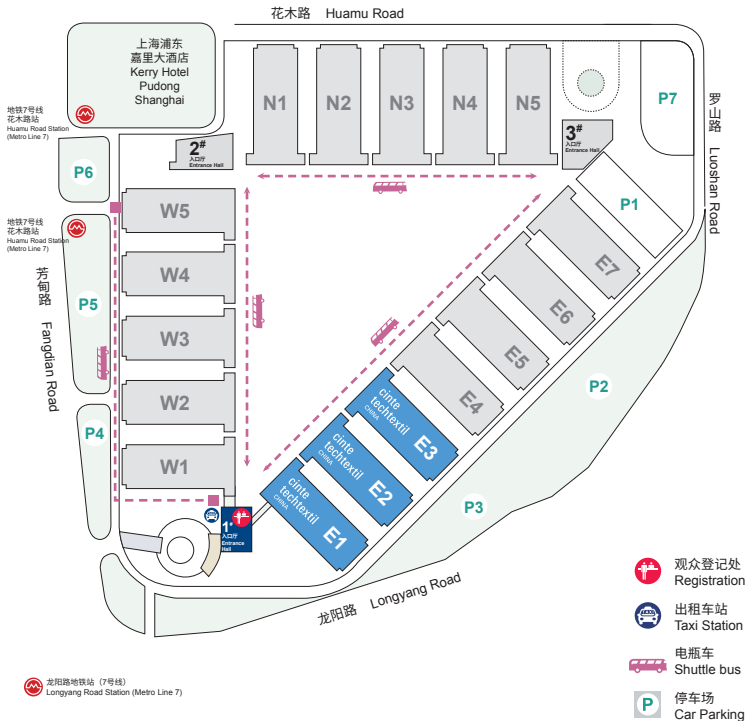 花木路 Huamu Road
上海浦东
嘉里大酒店
Kerry Hotel
Pudong
Shanghai
地铁7号线
花木路站
Huamu Road Station
(Metro Line 7)
N1
N2
N3
N4
N5
P7
罗山路 Luoshan Road
2#
入口厅
Entrance Hall
3#
入口厅
Entrance Hall
P6
P1
W5
地铁7号线
花木路站
Huamu Road Station
(Metro Line 7)
E7
W4
芳甸路 Fangdian Road
P5
E6
W3
E5
P2
W2
E4
P4
cinte
techtextil
CHINA
E3
W1
cinte
techtextil
CHINA
E2
P3
cinte
techtextil
CHINA
E1
1#
入口厅
Entrance
Hall
龙阳路 Longyang Road
观众登记处
Registration
出租车站
Taxi Station
电瓶车
Shuttle bus
P
停车场
Car Parking
龙阳路地铁站（7号线）
Longyang Road Station (Metro Line 7)